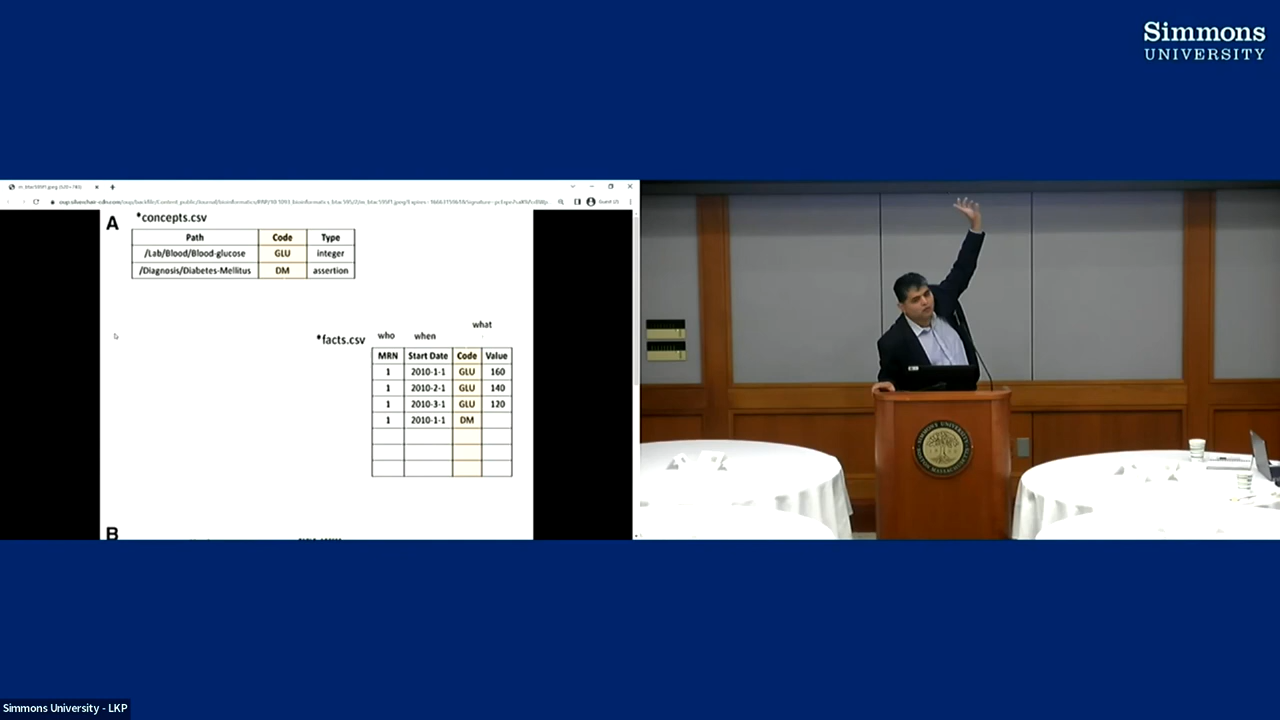 Simmons
UNIVERSITY
A
*concepts.csv
Path Code Type
/Lab/Blood/Blood-glucose GLU integer
/Diagnosis/Diabetes-Mellitus DM assertion
what
who when
*facts.csv
MRN Start Date Code Value
1 2010-1-1 GLU 160
1 2010-2-1 GLU 140
1 2010-3-1 GLU 120
1 2010-1-1 DM
B
SIMMONS UNIVERSITY
Simmons University - LKP